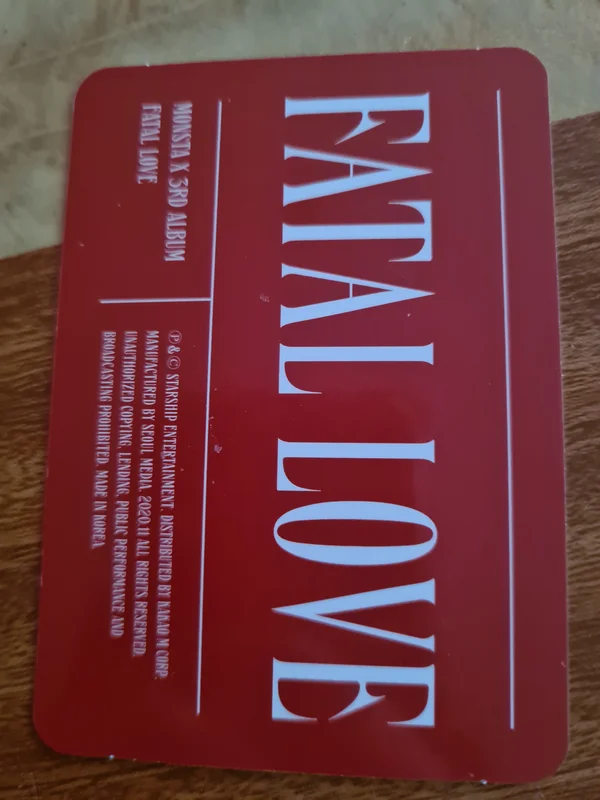 FATAL LOVE
MONSTA X 3RD ALBUM
FATAL LOVE
Ⓟ & Ⓒ STARSHIP ENTERTAINMENT. DISTRIBUTED BY KAKAO M CORP.
MANUFACTURED BY SEOUL MEDIA. 2020.11 ALL RIGHTS RESERVED.
UNAUTHORIZED COPYING, LENDING, PUBLIC PERFORMANCE AND
BROADCASTING PROHIBITED. MADE IN KOREA.